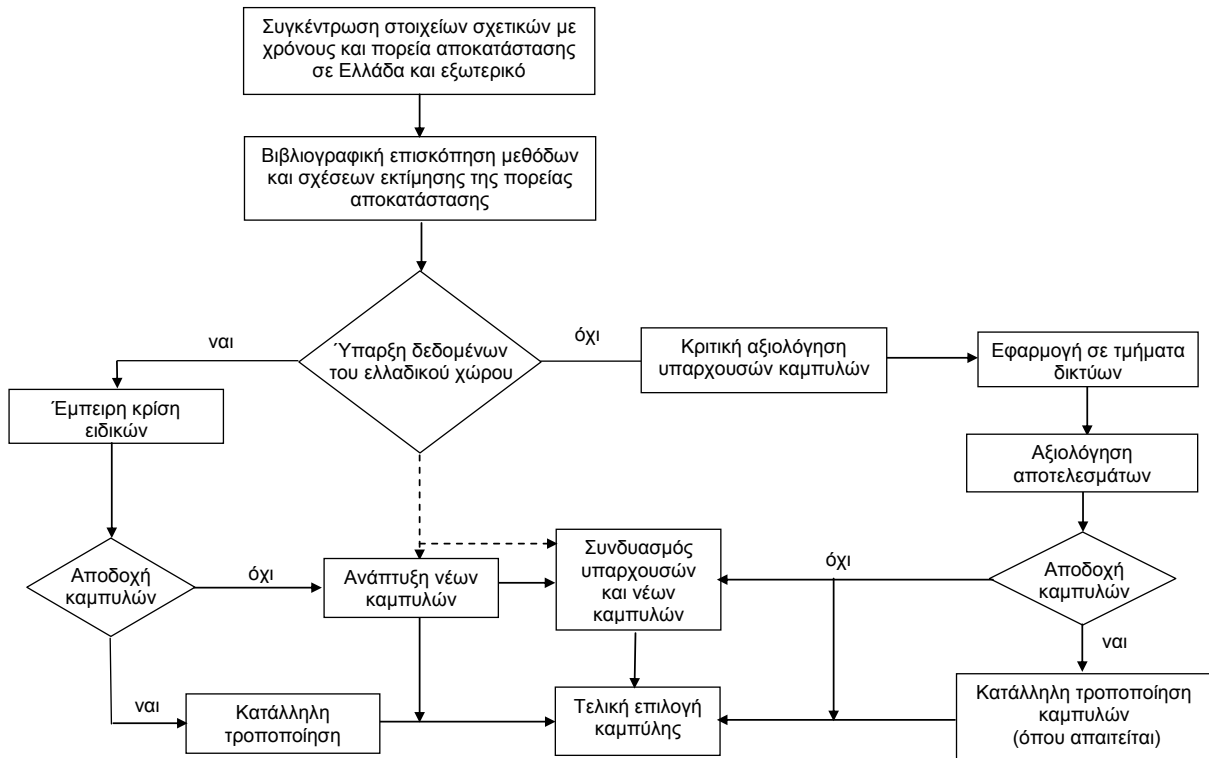 Συγκέντρωση στοιχείων σχετικών με
χρόνους και πορεία αποκατάστασης
σε Ελλάδα και εξωτερικό
Βιβλιογραφική επισκόπηση μεθόδων
και σχέσεων εκτίμησης της πορείας
αποκατάστασης
ναι
Ύπαρξη δεδομένων
του ελλαδικού χώρου
όχι
Κριτική αξιολόγηση
υπαρχουσών καμπυλών
Εφαρμογή σε τμήματα
δικτύων
Έμπειρη κρίση
ειδικών
Αξιολόγηση
αποτελεσμάτων
Αποδοχή
καμπυλών
όχι
Ανάπτυξη νέων
καμπυλών
Συνδυασμός
υπαρχουσών
και νέων
καμπυλών
όχι
Αποδοχή
καμπυλών
ναι
ναι
Κατάλληλη
τροποποίηση
Τελική επιλογή
καμπύλης
Κατάλληλη τροποποίηση
καμπυλών
(όπου απαιτείται)